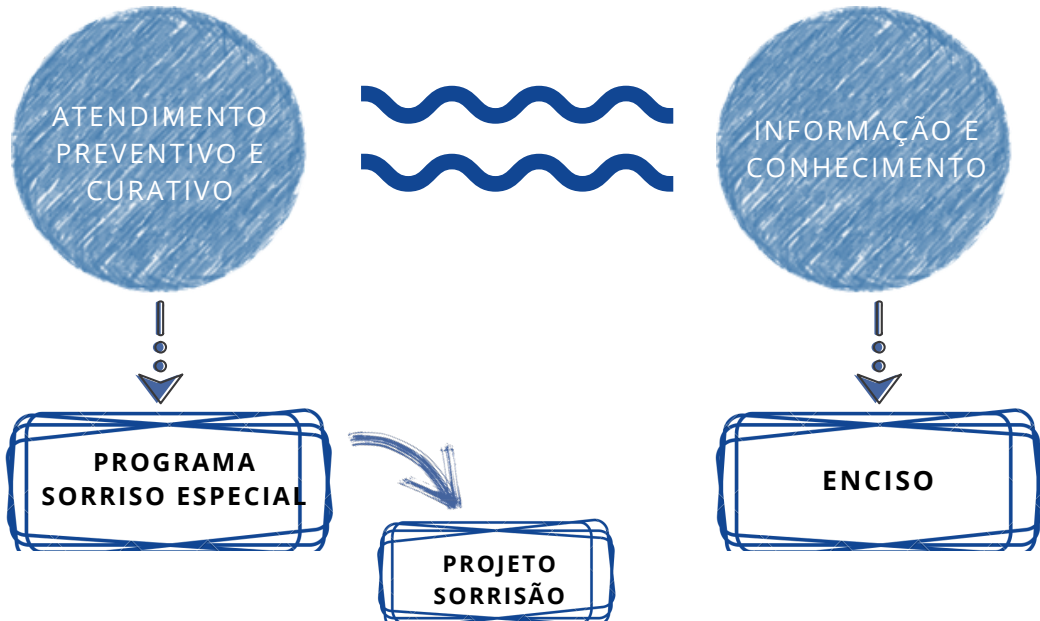 ATENDIMENTO
PREVENTIVO E
CURATIVO
INFORMAÇÃO E
CONHECIMENTO
PROGRAMA
SORRISO ESPECIAL
ENCISO
PROJETO
SORRISÃO